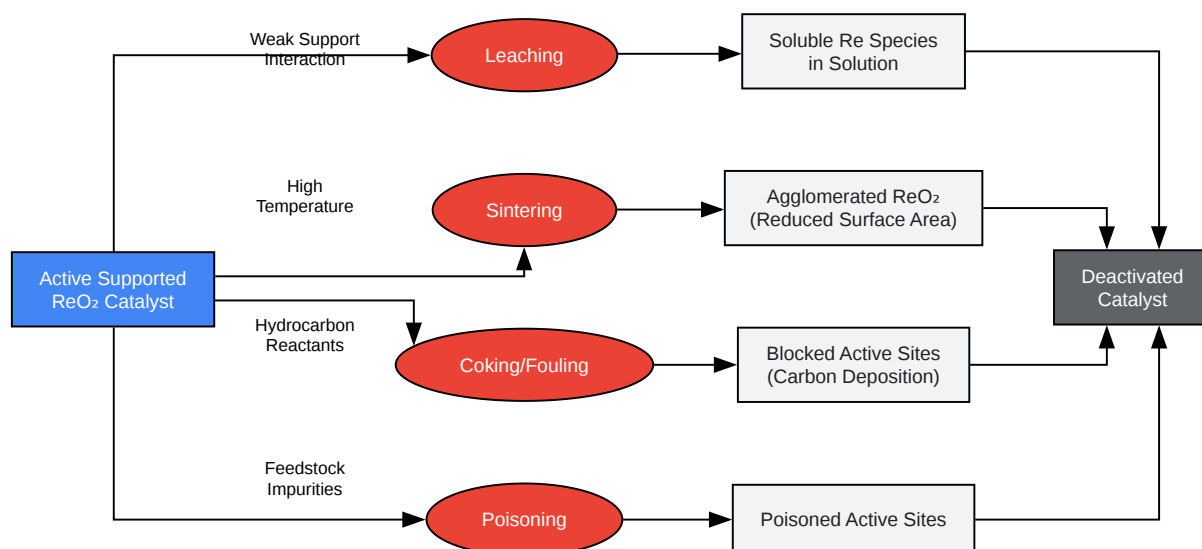 Weak Support
Interaction
Leaching
Soluble Re Species
in Solution
High
Temperature
Sintering
Agglomerated ReO₂
(Reduced Surface Area)
Active Supported
ReO₂ Catalyst
Deactivated
Catalyst
Hydrocarbon
Reactants
Coking/Fouling
Blocked Active Sites
(Carbon Deposition)
Feedstock
Impurities
Poisoning
Poisoned Active Sites